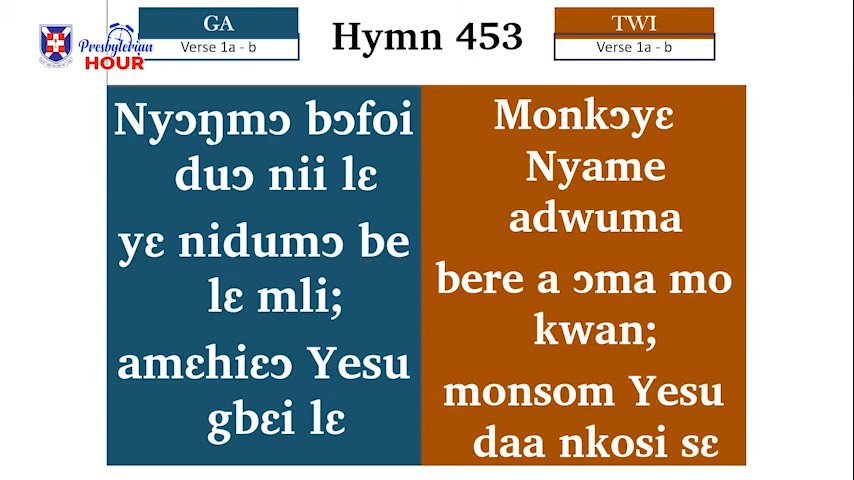 Presbyterian
HOUR
GA
Verse 1a - b
Hymn 453
TWI
Verse 1a - b
Nyɔŋmɔ bɔfoi
duɔ nii lɛ
yɛ nidumɔ be
lɛ mli;
amɛhiɛɔ Yesu
gbɛi lɛ
Monkɔyɛ
Nyame
adwuma
bere a ɔma mo
kwan;
monsom Yesu
daa nkosi sɛ